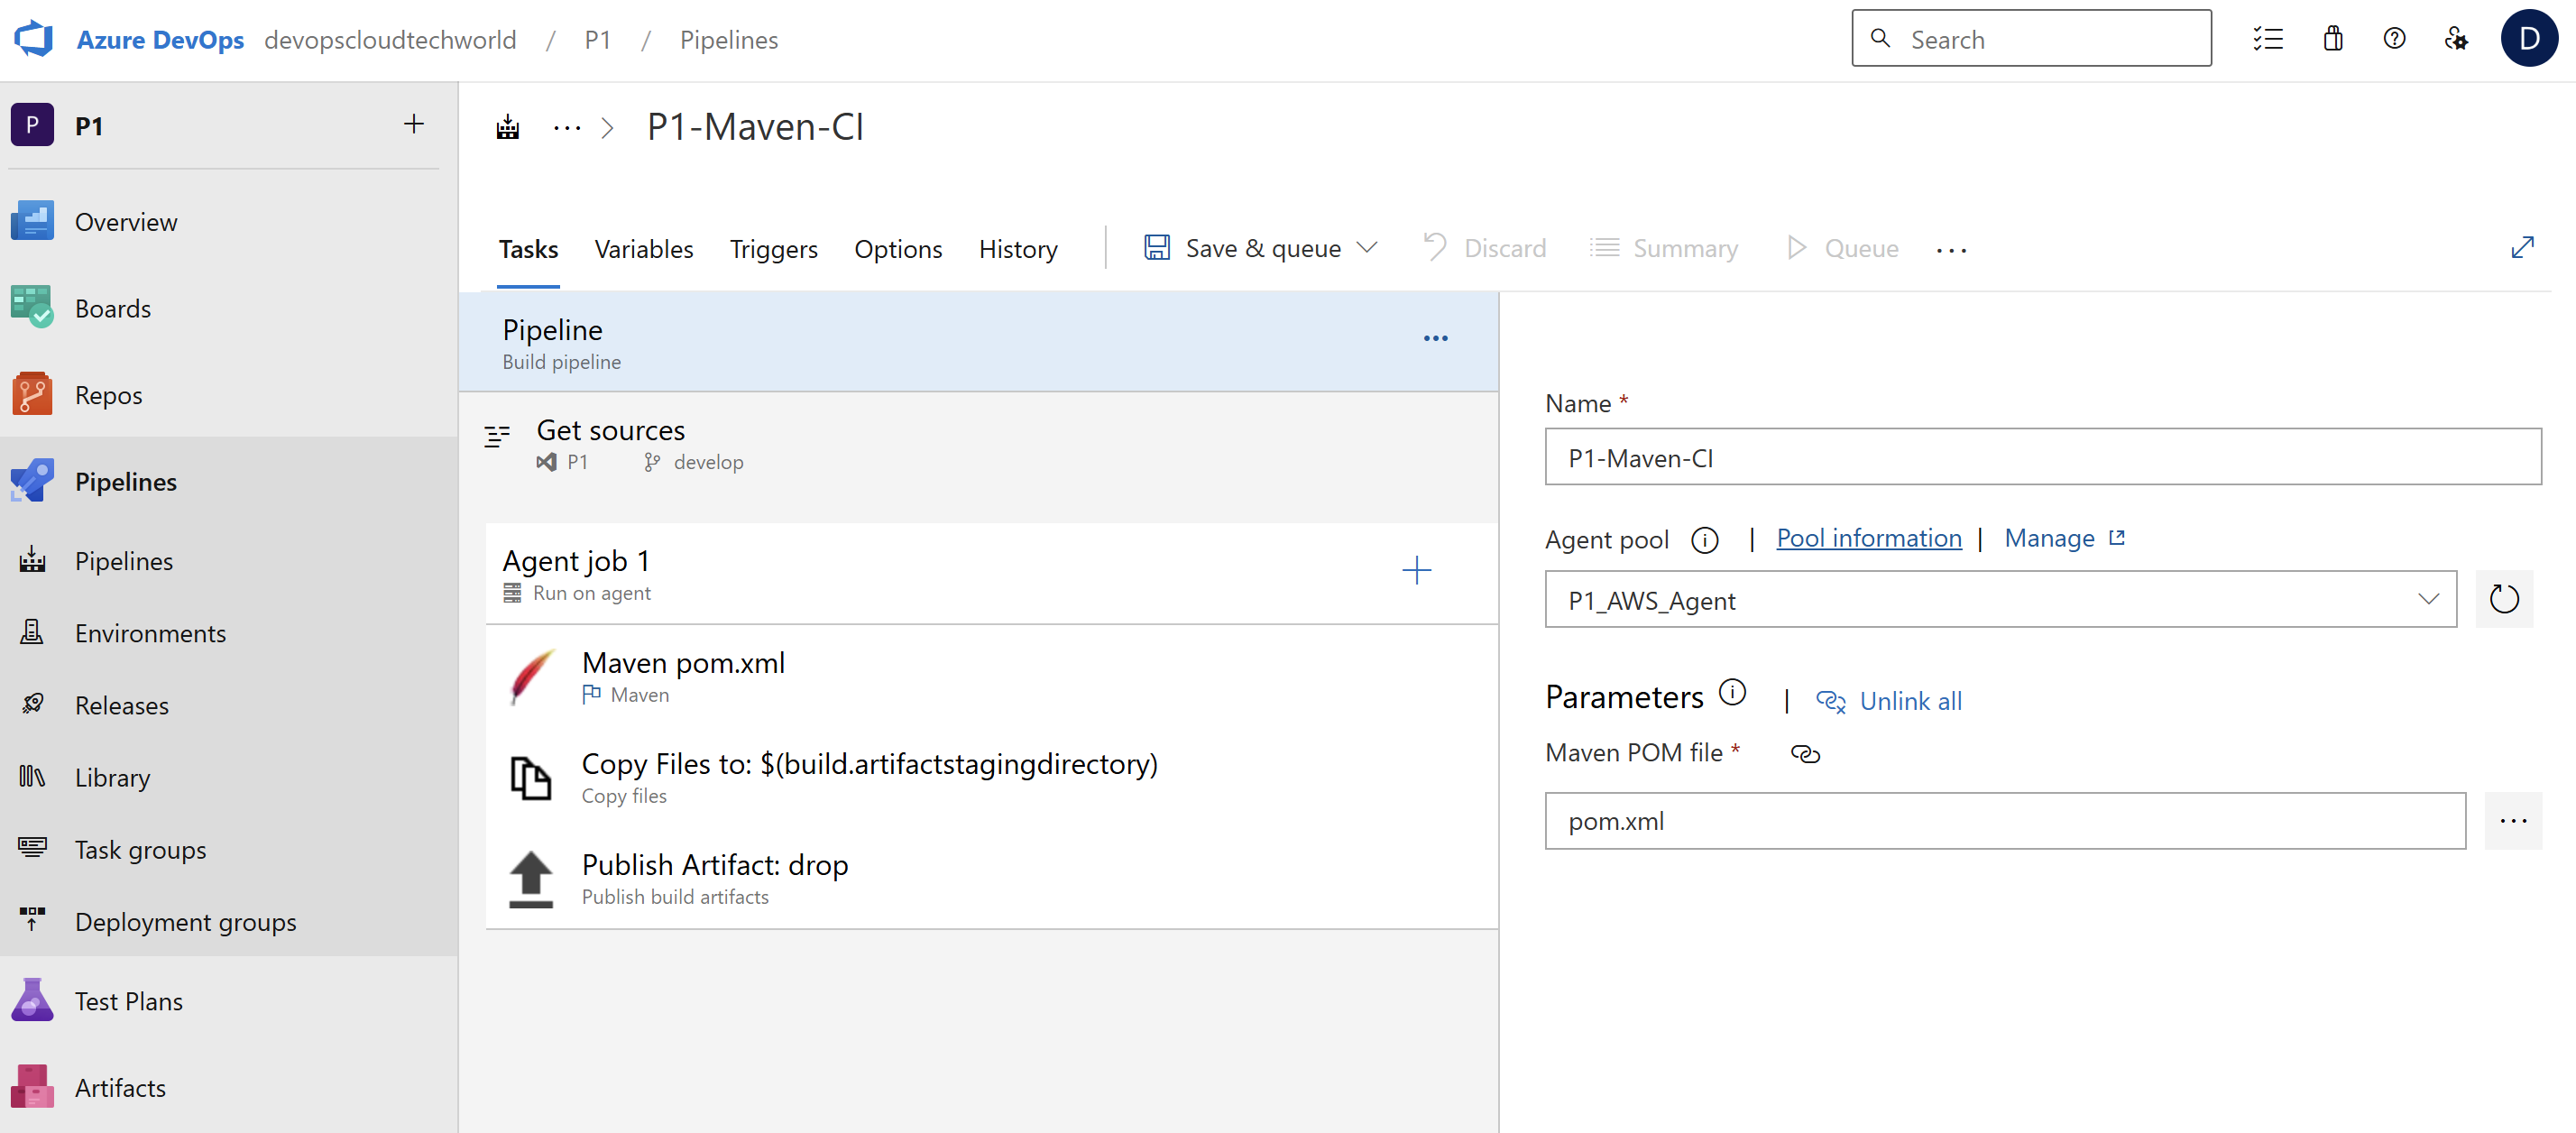 Azure DevOps devopscloudtechworld / P1 / Pipelines
Search
D
P P1
Overview
Boards
Repos
Pipelines
Pipelines
Environments
Releases
Library
Task groups
Deployment groups
Test Plans
Artifacts
P1-Maven-CI
Tasks Variables Triggers Options History Save & queue Discard Summary Queue
Pipeline
Build pipeline
Get sources
P1 develop
Agent job 1
Run on agent
Maven pom.xml
Maven
Copy Files to: $(build.artifactstagingdirectory)
Copy files
Publish Artifact: drop
Publish build artifacts
Name *
P1-Maven-CI
Agent pool | Pool information | Manage
P1_AWS_Agent
Parameters | Unlink all
Maven POM file *
pom.xml